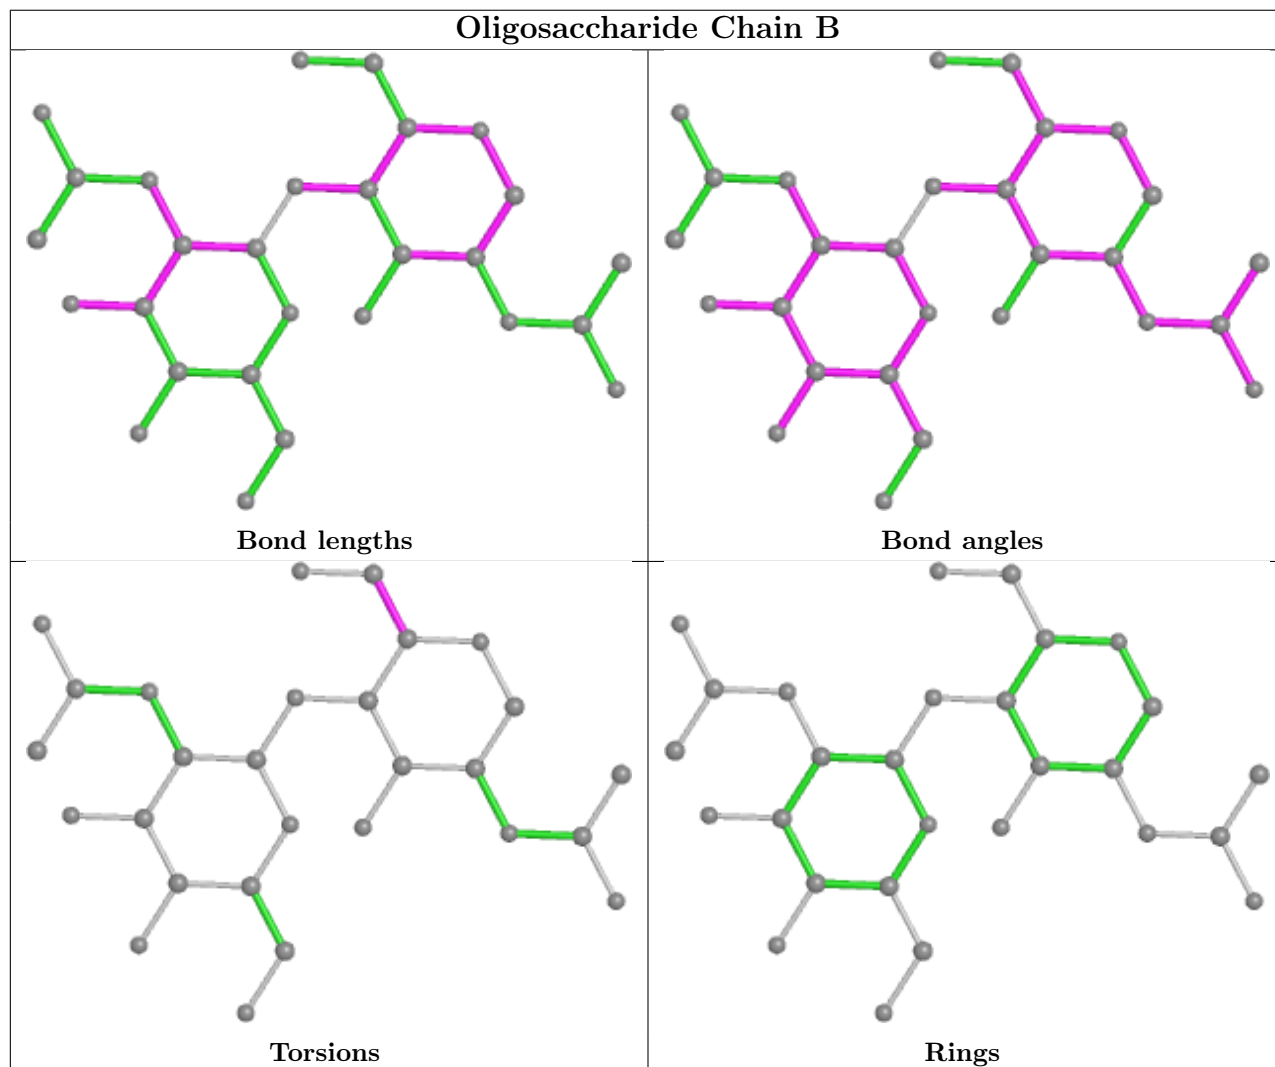 Oligosaccharide Chain B
Bond lengths
Bond angles
Torsions
Rings